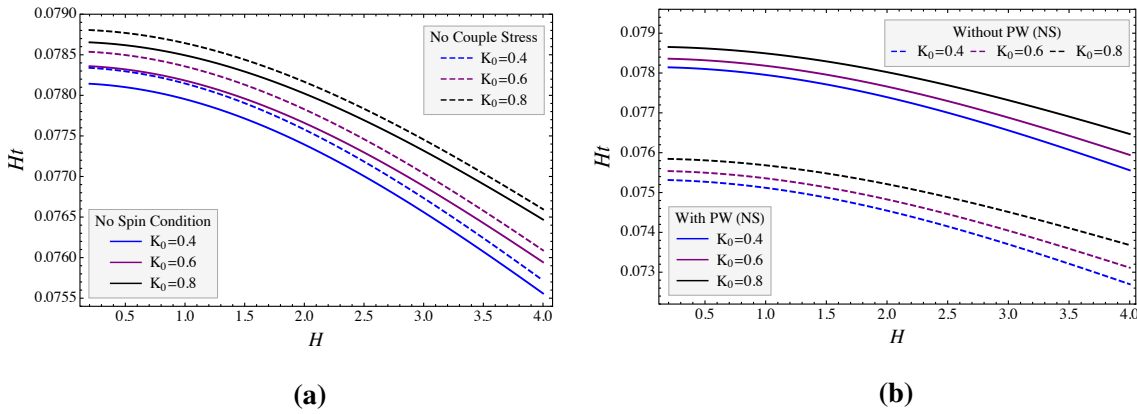 0.0790
0.0785
0.0780
0.0775
0.0770
0.0765
0.0760
0.0755
Ht
No Couple Stress
K₀=0.4
K₀=0.6
K₀=0.8
No Spin Condition
K₀=0.4
K₀=0.6
K₀=0.8
0.5 1.0 1.5 2.0 2.5 3.0 3.5 4.0
H
(a)
0.079
0.078
0.077
0.076
0.075
0.074
0.073
Ht
Without PW (NS)
K₀=0.4 K₀=0.6 K₀=0.8
With PW (NS)
K₀=0.4
K₀=0.6
K₀=0.8
0.5 1.0 1.5 2.0 2.5 3.0 3.5 4.0
H
(b)